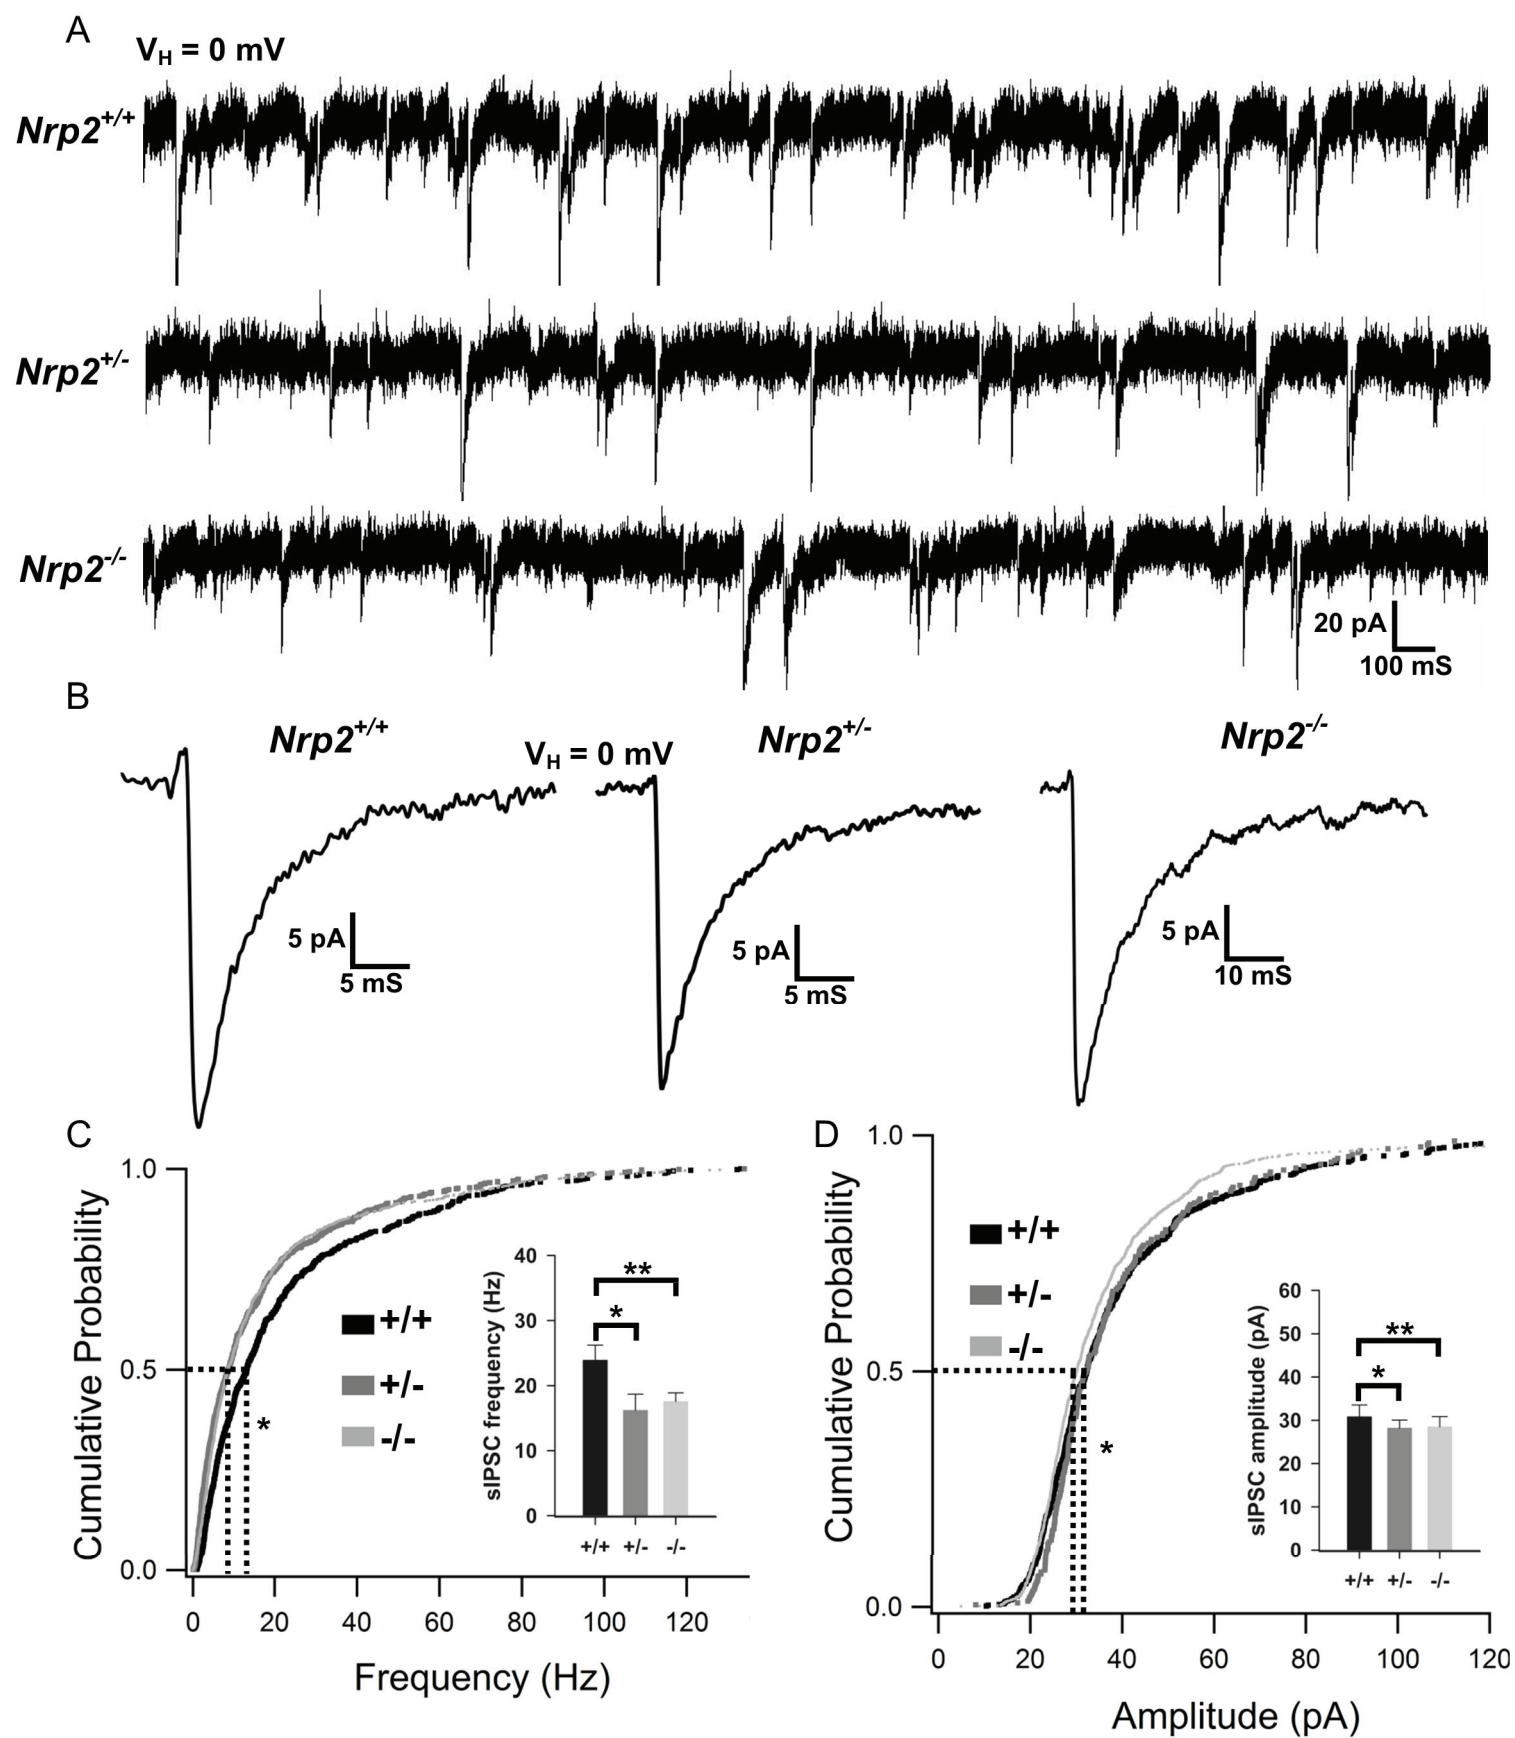 A
V_H = 0 mV
Nrp2+/+
Nrp2+/-
Nrp2-/-
20 pA
100 mS
B
Nrp2+/+
V_H = 0 mV
Nrp2+/-
Nrp2-/-
5 pA
5 mS
5 pA
5 mS
5 pA
10 mS
C
1.0
0.5
0.0
Cumulative Probability
0 20 40 60 80 100 120
Frequency (Hz)
+/+
+/-
-/-
*
40
30
20
10
0
sIPSC frequency (Hz)
**
*
+/+ +/- -/-
D
1.0
0.5
0.0
Cumulative Probability
0 20 40 60 80 100 120
Amplitude (pA)
+/+
+/-
-/-
*
60
50
40
30
20
10
0
sIPSC amplitude (pA)
**
*
+/+ +/- -/-